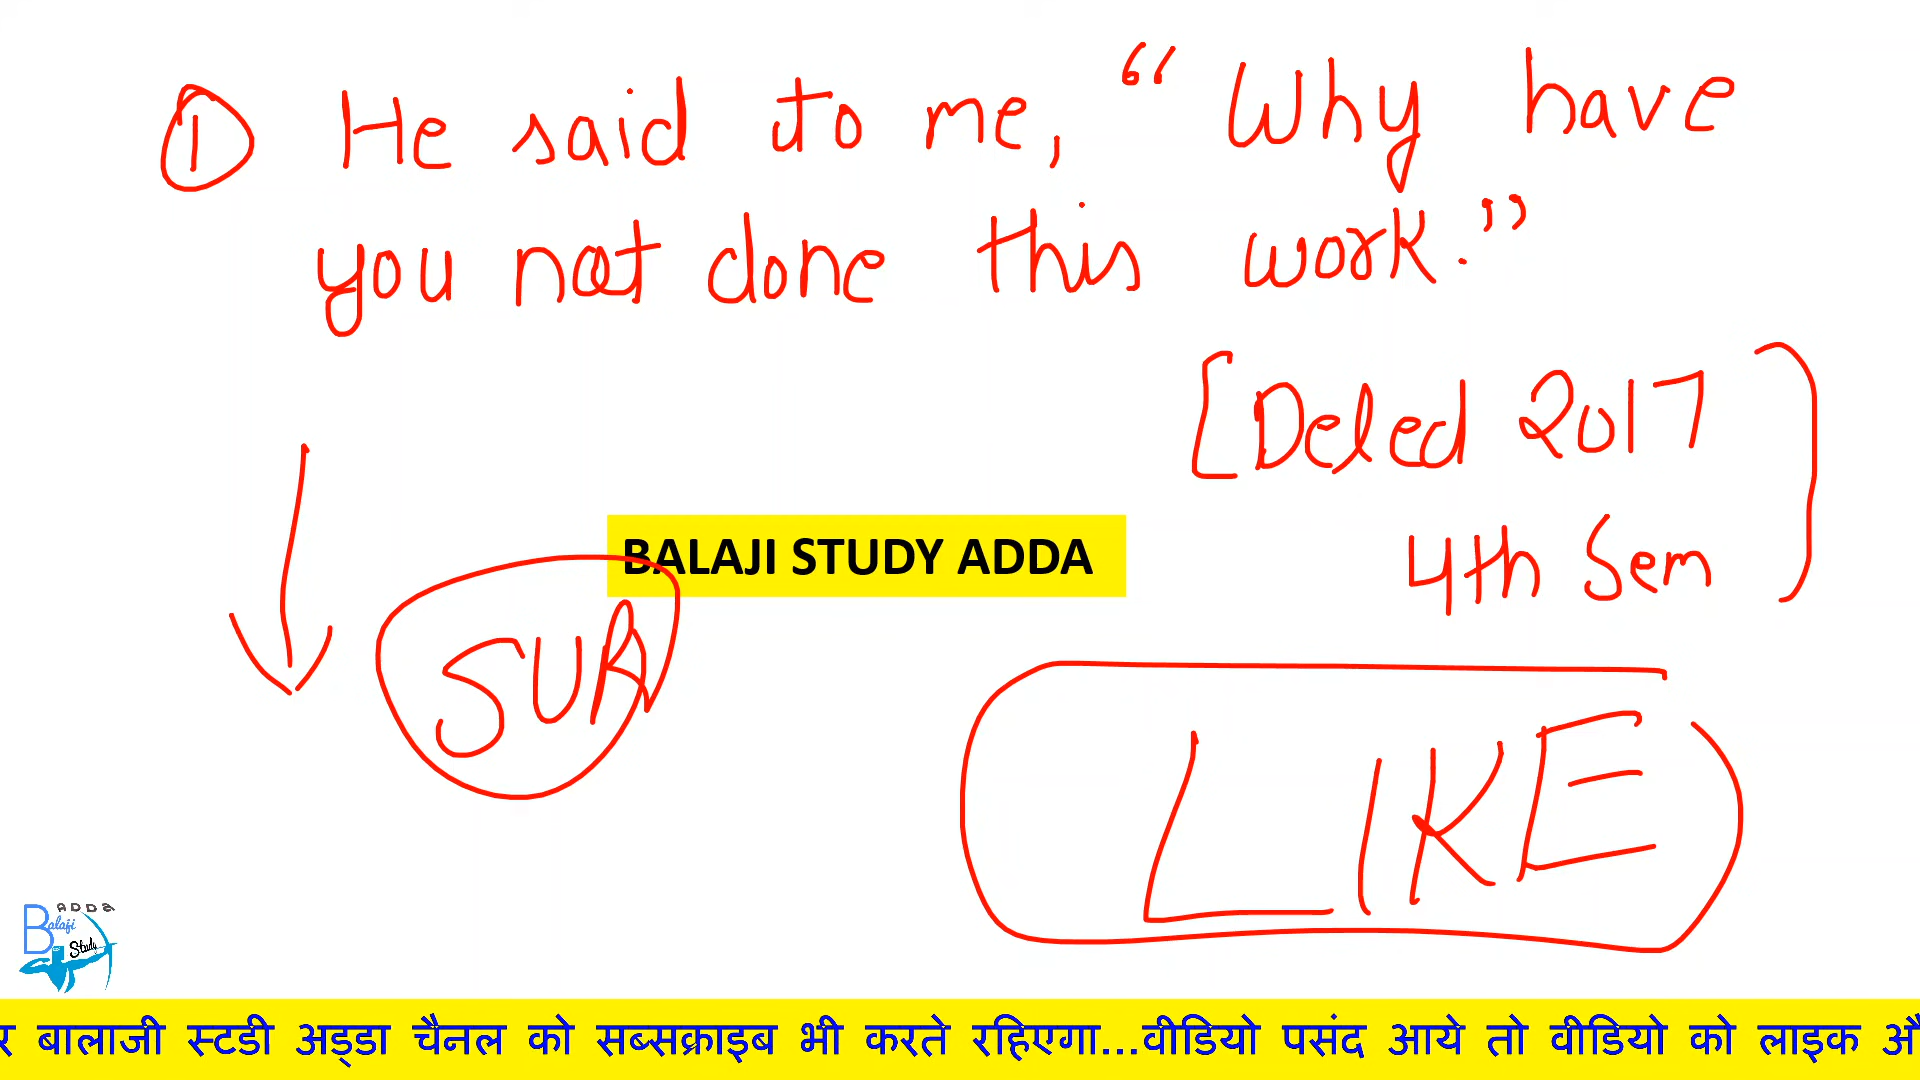 ① He said to me, “ Why have
you not done this work.”
[Deled 2017
4th Sem)
BALAJI STUDY ADDA
SUR
LIKE
ADDA
Balaji
Study
र बालाजी स्टडी अड्डा चैनल को सब्सक्राइब भी करते रहिएगा...वीडियो पसंद आये तो वीडियो को लाइक औ